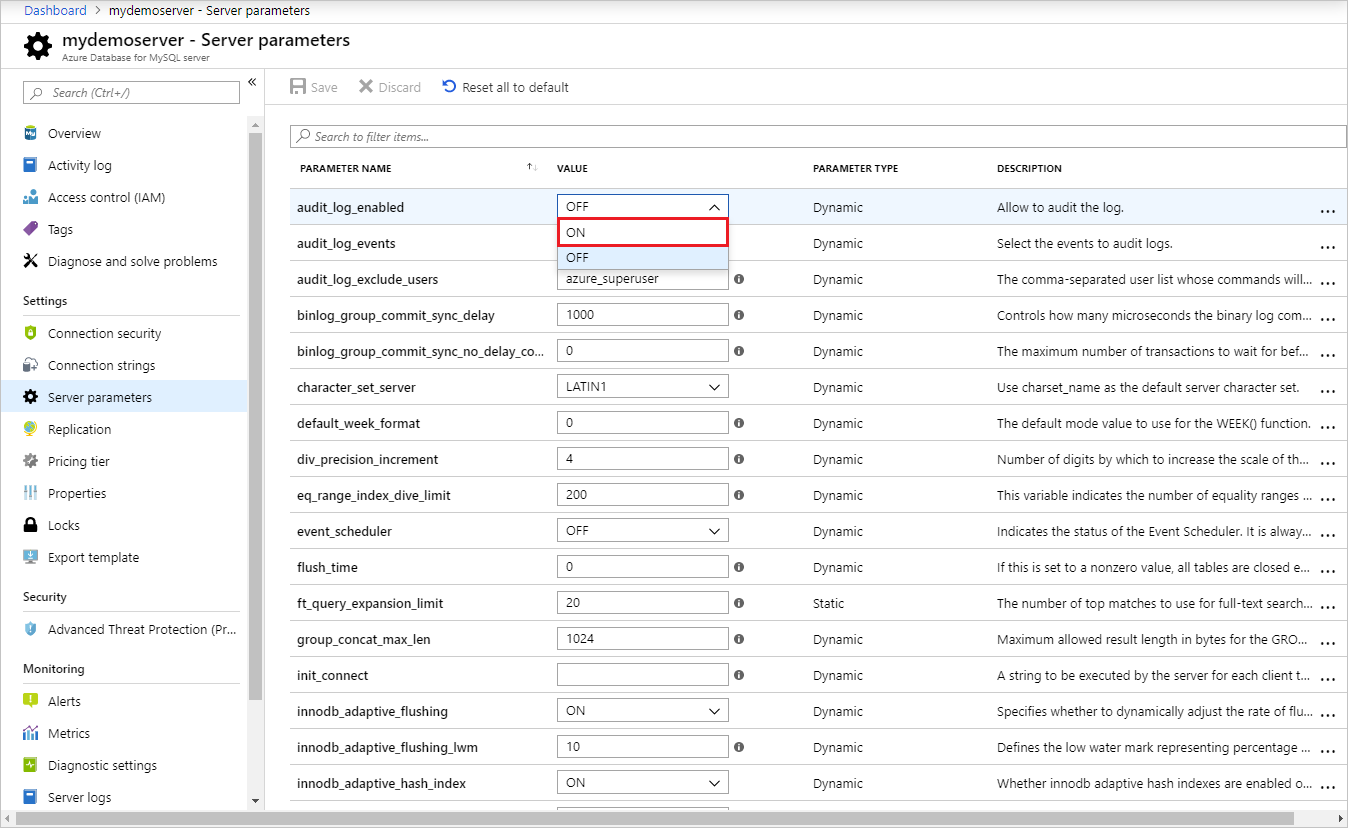 Dashboard > mydemoserver - Server parameters
mydemoserver - Server parameters
Azure Database for MySQL server
Search (Ctrl+/)
«
Overview
Activity log
Access control (IAM)
Tags
Diagnose and solve problems
Settings
Connection security
Connection strings
Server parameters
Replication
Pricing tier
Properties
Locks
Export template
Security
Advanced Threat Protection (Pr...
Monitoring
Alerts
Metrics
Diagnostic settings
Server logs
Save Discard Reset all to default
Search to filter items...
PARAMETER NAME VALUE PARAMETER TYPE DESCRIPTION
audit_log_enabled OFF Dynamic Allow to audit the log. ...
ON
audit_log_events Dynamic Select the events to audit logs. ...
OFF
audit_log_exclude_users azure_superuser Dynamic The comma-separated user list whose commands will... ...
binlog_group_commit_sync_delay 1000 Dynamic Controls how many microseconds the binary log com... ...
binlog_group_commit_sync_no_delay_co... 0 Dynamic The maximum number of transactions to wait for bef... ...
character_set_server LATIN1 Dynamic Use charset_name as the default server character set. ...
default_week_format 0 Dynamic The default mode value to use for the WEEK() function. ...
div_precision_increment 4 Dynamic Number of digits by which to increase the scale of th... ...
eq_range_index_dive_limit 200 Dynamic This variable indicates the number of equality ranges ... ...
event_scheduler OFF Dynamic Indicates the status of the Event Scheduler. It is alway... ...
flush_time 0 Dynamic If this is set to a nonzero value, all tables are closed e... ...
ft_query_expansion_limit 20 Static The number of top matches to use for full-text search... ...
group_concat_max_len 1024 Dynamic Maximum allowed result length in bytes for the GRO... ...
init_connect Dynamic A string to be executed by the server for each client t... ...
innodb_adaptive_flushing ON Dynamic Specifies whether to dynamically adjust the rate of flu... ...
innodb_adaptive_flushing_lwm 10 Dynamic Defines the low water mark representing percentage ... ...
innodb_adaptive_hash_index ON Dynamic Whether innodb adaptive hash indexes are enabled o... ...